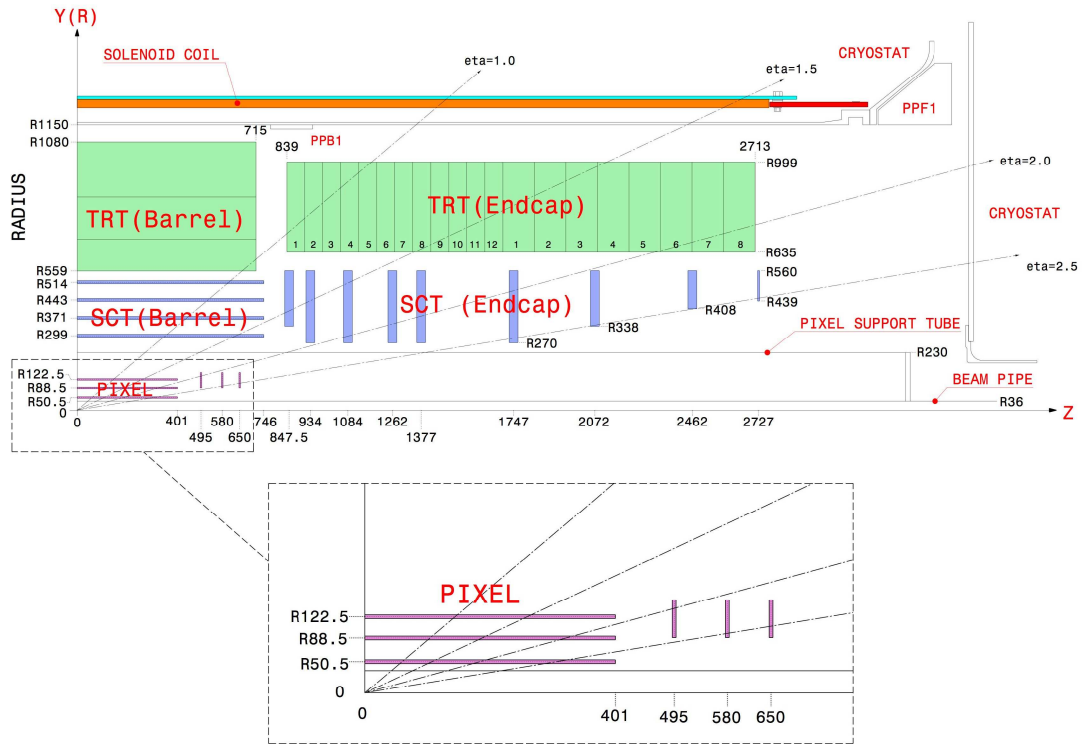 Y(R)
SOLENOID COIL
eta=1.0
eta=1.5
CRYOSTAT
PPF1
R1150
715
PPB1
R1080
839
2713
R999
eta=2.0
RADIUS
TRT(Barrel)
TRT(Endcap)
CRYOSTAT
1 2 3 4 5 6 7 8 9 10 11 12 1 2 3 4 5 6 7 8
R635
eta=2.5
R559
R560
R514
R443
R439
R371
SCT(Barrel)
SCT (Endcap)
R408
R338
PIXEL SUPPORT TUBE
R299
R270
R230
R122.5
R88.5
PIXEL
BEAM PIPE
R50.5
R36
0
Z
0 401 580 746 934 1084 1262 1747 2072 2462 2727
495 650 847.5 1377
PIXEL
R122.5
R88.5
R50.5
0
0 401 495 580 650